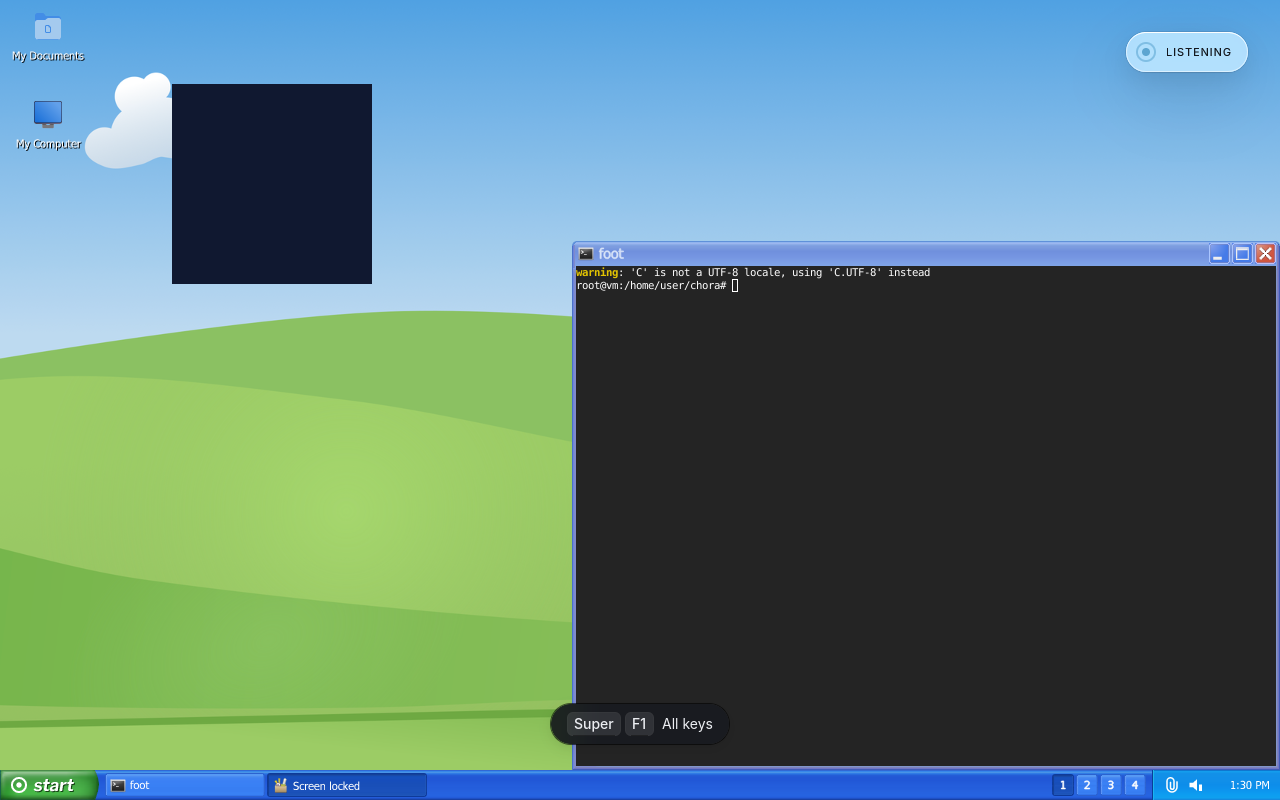 My Documents
LISTENING
My Computer
foot
warning: 'C' is not a UTF-8 locale, using 'C.UTF-8' instead
root@vm:/home/user/chora#
Super F1 All keys
start
foot
Screen locked
1 2 3 4
1:30 PM